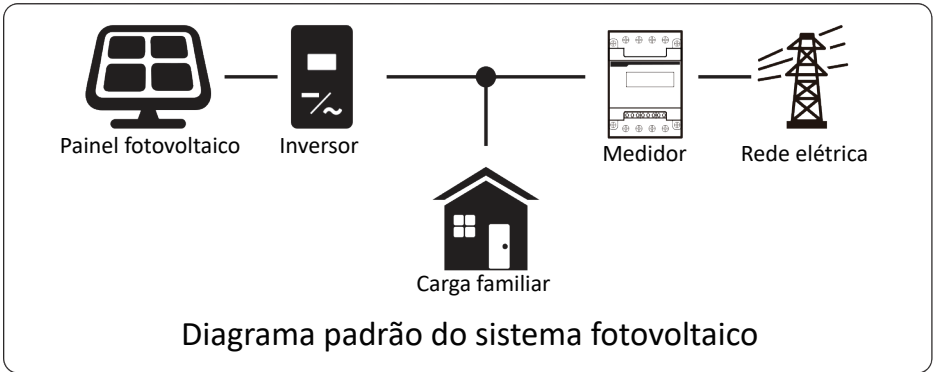 Painel fotovoltaico
Inversor
Medidor
Rede elétrica
Carga familiar
Diagrama padrão do sistema fotovoltaico